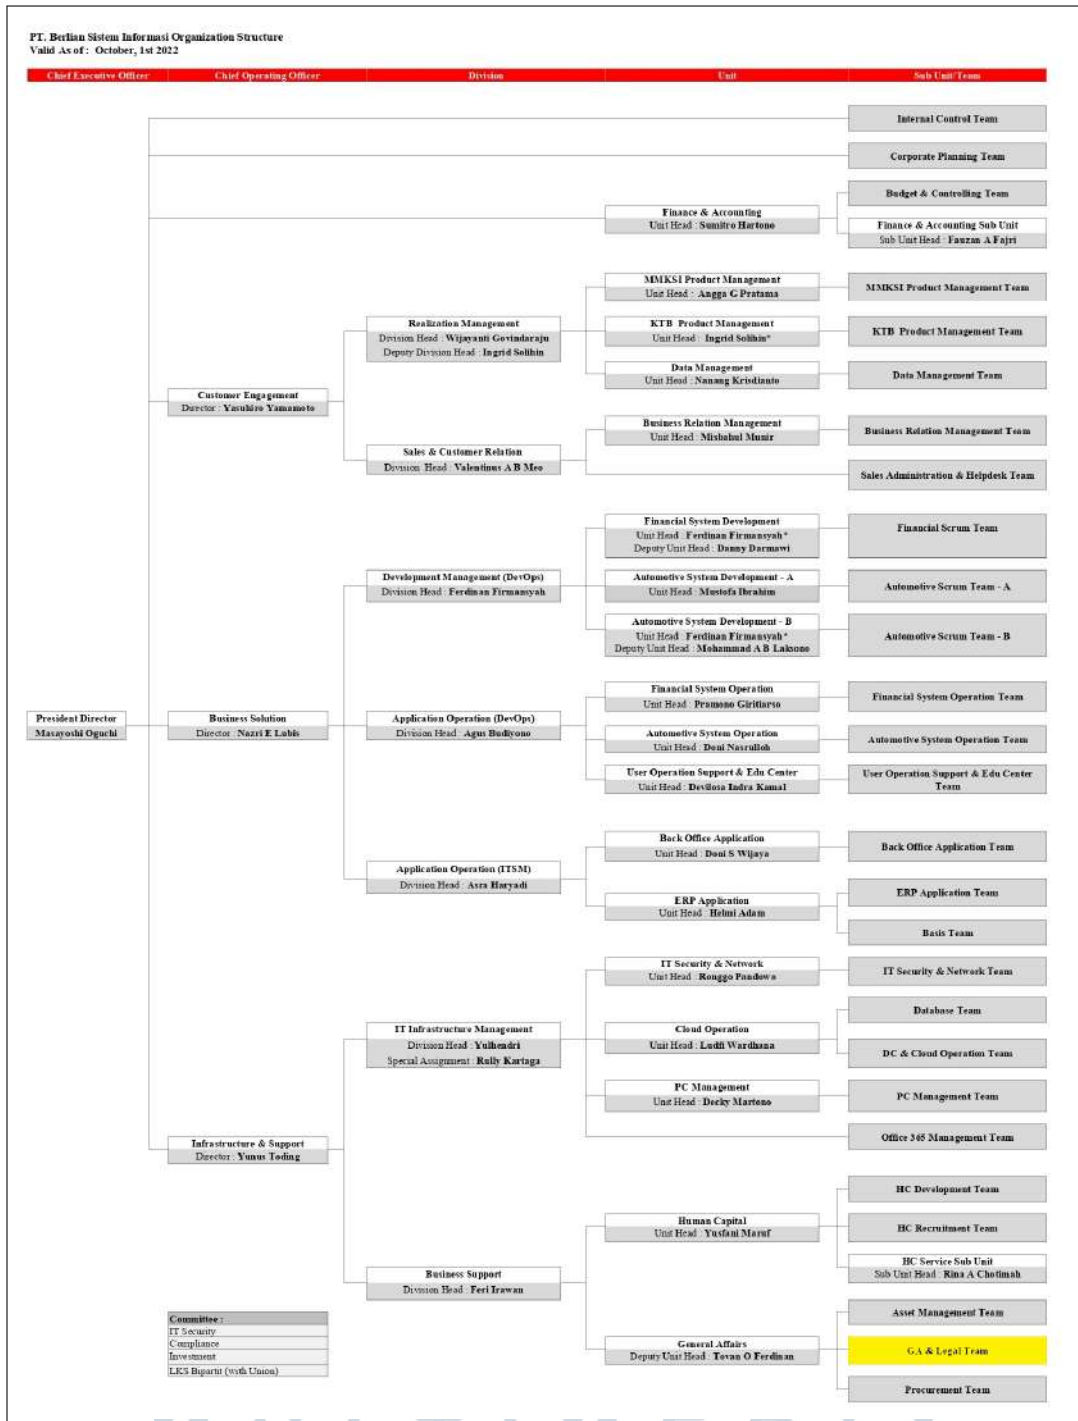 PT. Berlian Sistem Informasi Organization Structure
Valid As of : October, 1st 2022
Chief Executive Officer Chief Operating Officer Division Unit Sub Unit/Team
Internal Control Team
Corporate Planning Team
Budget & Controlling Team
Finance & Accounting
Unit Head : Sumitro Hartono
Finance & Accounting Sub Unit
Sub Unit Head : Fauzan A Fajri
MMKSI Product Management
Unit Head : Angga G Pratama
MMKSI Product Management Team
Realization Management
Division Head : Wijayanti Govindaraju
Deputy Division Head : Ingrid Solihin
KTB Product Management
Unit Head : Ingrid Solihin*
KTB Product Management Team
Data Management
Unit Head : Nanang Krisdianto
Data Management Team
Customer Engagement
Director : Yasuhiro Yamamoto
Business Relation Management
Unit Head : Misbahul Munir
Business Relation Management Team
Sales & Customer Relation
Division Head : Valentinus A B Meo
Sales Administration & Helpdesk Team
Financial System Development
Unit Head : Ferdinan Firmansyah*
Deputy Unit Head : Danny Darmawi
Financial Scrum Team
Development Management (DevOps)
Division Head : Ferdinan Firmansyah
Automotive System Development - A
Unit Head : Mustofa Ibrahim
Automotive Scrum Team - A
Automotive System Development - B
Unit Head : Ferdinan Firmansyah*
Deputy Unit Head : Mohammad A B Laksono
Automotive Scrum Team - B
Financial System Operation
Unit Head : Pramono Giritiarso
Financial System Operation Team
President Director
Masayoshi Oguchi
Business Solution
Director : Nazri E Lubis
Application Operation (DevOps)
Division Head : Agus Budiyono
Automotive System Operation
Unit Head : Doni Nasrulloh
Automotive System Operation Team
User Operation Support & Edu Center
Unit Head : Devilosa Indra Kamal
User Operation Support & Edu Center
Team
Back Office Application
Unit Head : Doni S Wijaya
Back Office Application Team
Application Operation (ITSM)
Division Head : Asra Haryadi
ERP Application
Unit Head : Helmi Adam
ERP Application Team
Basis Team
IT Security & Network
Unit Head : Ronggo Pandowo
IT Security & Network Team
Database Team
IT Infrastructure Management
Division Head : Yulhendri
Special Assignment : Rully Kartaga
Cloud Operation
Unit Head : Ludfi Wardhana
DC & Cloud Operation Team
PC Management
Unit Head : Decky Martono
PC Management Team
Office 365 Management Team
Infrastructure & Support
Director : Yunus Toding
HC Development Team
Human Capital
Unit Head : Yusfani Maruf
HC Recruitment Team
HC Service Sub Unit
Sub Unit Head : Rina A Chotimah
Business Support
Division Head : Feri Irawan
Asset Management Team
General Affairs
Deputy Unit Head : Tovan O Ferdinan
GA & Legal Team
Procurement Team
Committee :
IT Security
Compliance
Investment
LKS Bipartit (with Union)